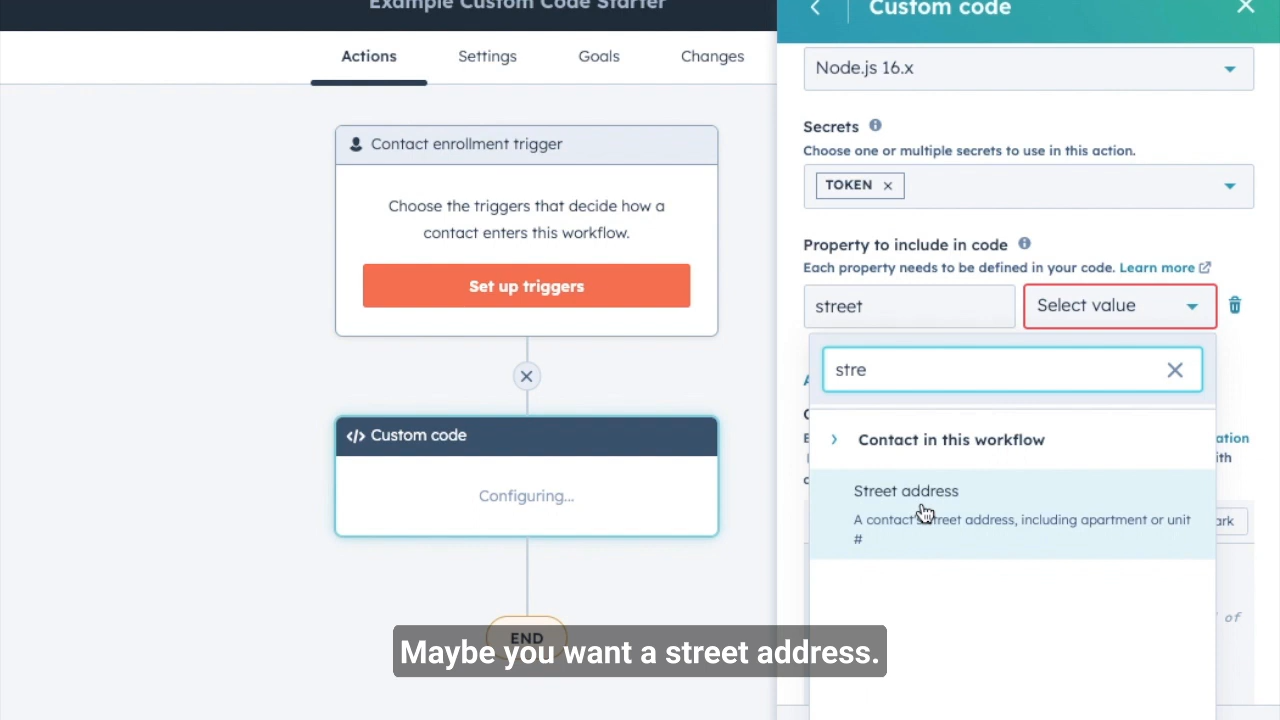 Example Custom Code Starter
Custom code
Actions
Settings
Goals
Changes
Node.js 16.x
Contact enrollment trigger
Choose the triggers that decide how a
contact enters this workflow.
Set up triggers
Secrets
Choose one or multiple secrets to use in this action.
TOKEN
Property to include in code
Each property needs to be defined in your code. Learn more
street
Select value
stre
Contact in this workflow
Street address
A contact's street address, including apartment or unit
#
Custom code
Configuring...
END
Maybe you want a street address.
of